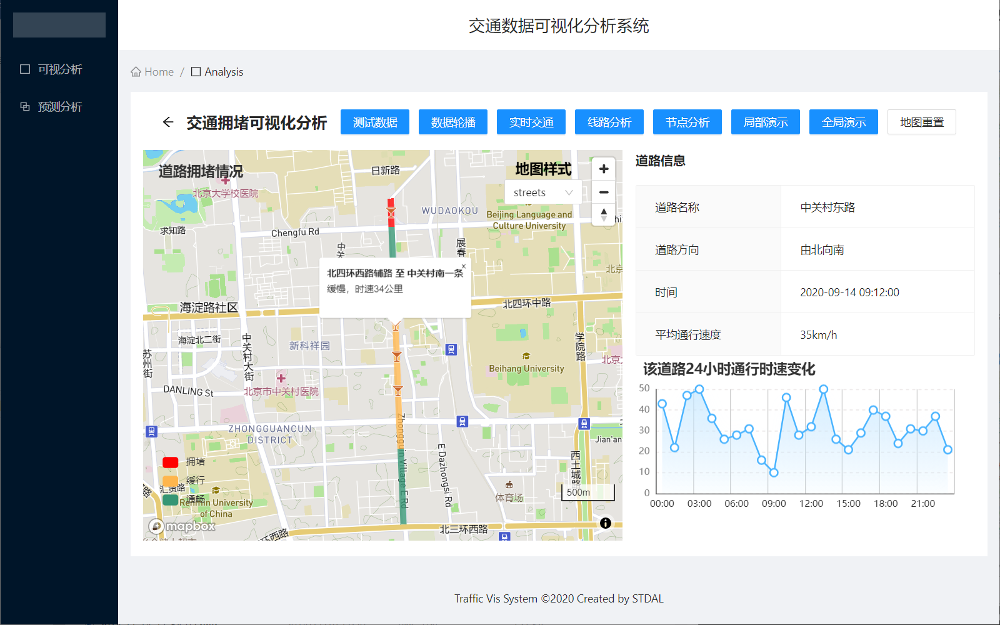 交通数据可视化分析系统
可视分析
预测分析
Home / Analysis
交通拥堵可视化分析
测试数据
数据轮播
实时交通
线路分析
节点分析
局部演示
全局演示
地图重置
道路拥堵情况
地图样式
streets
日新路
北京大学校医院
WUDAOKOU
Beijing Language and
Culture University
求知路
Chengfu Rd
中关
展春
北四环西路辅路 至 中关村南一条
×
缓慢，时速34公里
海淀路社区
北四环中路
海淀北二街
中关村大街
新科祥园
学院路
苏州街
Beihang University
DANLING St
北京市中关村医院
ZHONGGUANCUN
DISTRICT
Zhongguan Village E Rd
E Dazhongsi Rd
Jian'an
西土城路
拥堵
缓行
通畅
汇贤路
Renmin University
of China
体育场
500m
mapbox
北三环西路
环西路
道路信息
道路名称 中关村东路
道路方向 由北向南
时间 2020-09-14 09:12:00
平均通行速度 35km/h
该道路24小时通行时速变化
50
40
30
20
10
0
00:00 03:00 06:00 09:00 12:00 15:00 18:00 21:00
Traffic Vis System ©2020 Created by STDAL